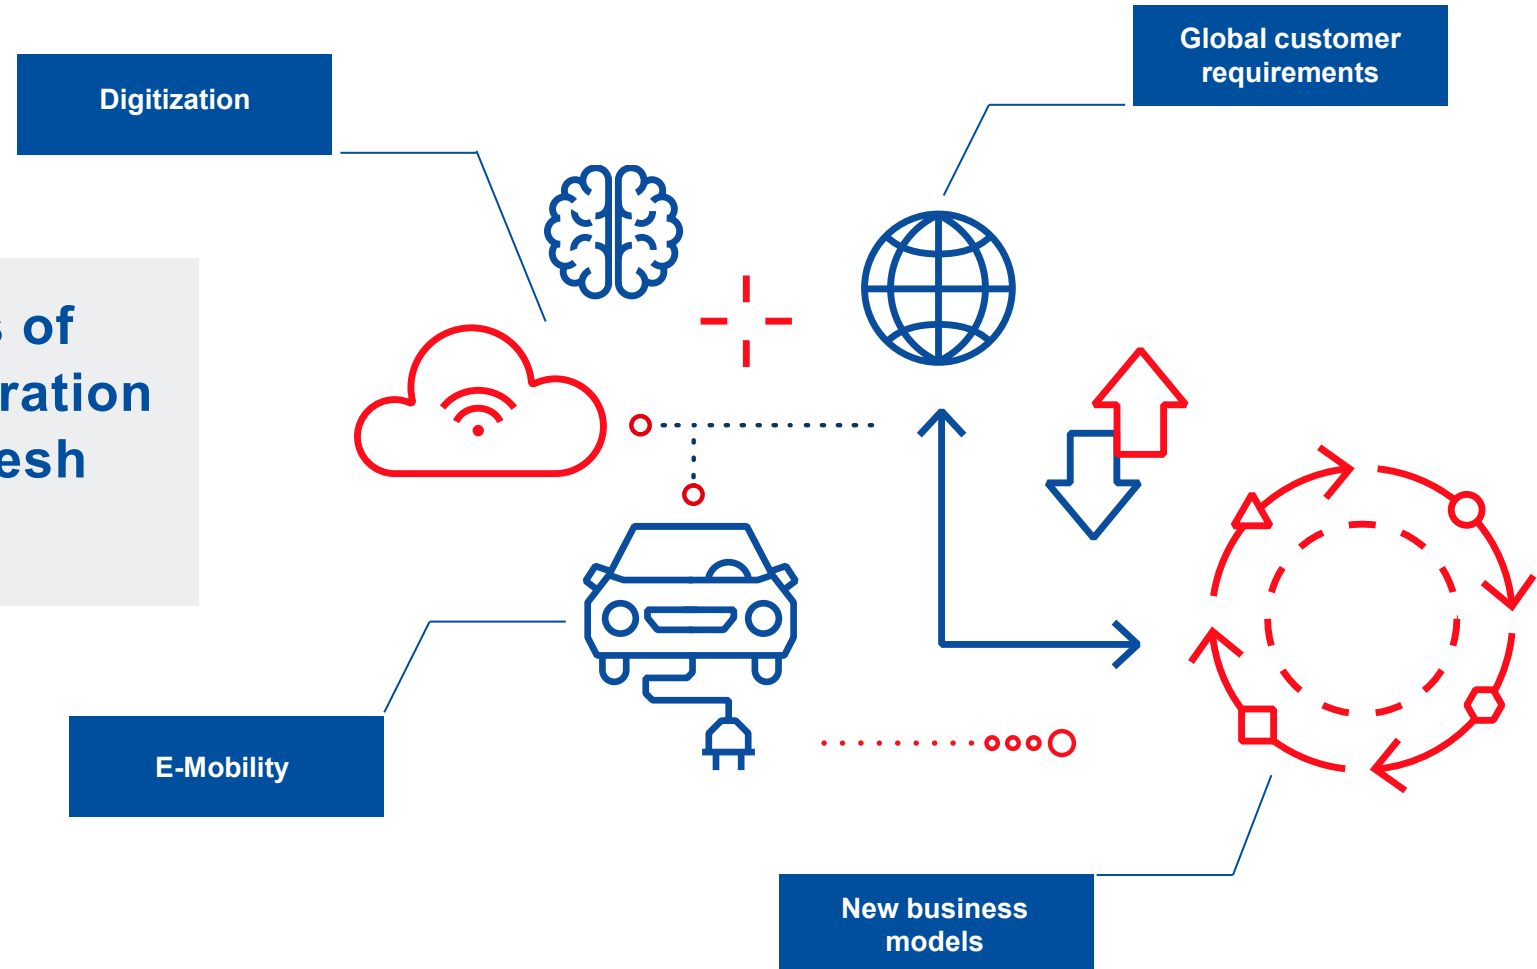 Global customer
requirements
Digitization
s of
ration
esh
E-Mobility
New business
models